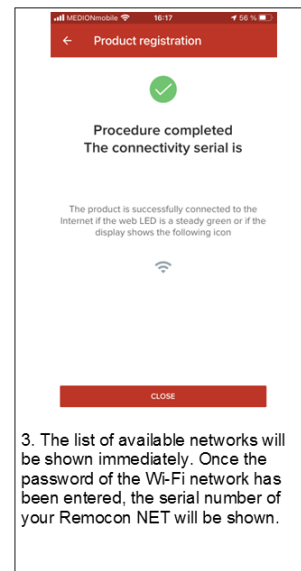 MEDIONmobile 16:17 56 %
← Product registration
Procedure completed
The connectivity serial is
The product is successfully connected to the
Internet if the web LED is a steady green or if the
display shows the following icon
CLOSE
3. The list of available networks will
be shown immediately. Once the
password of the Wi-Fi network has
been entered, the serial number of
your Remocon NET will be shown.